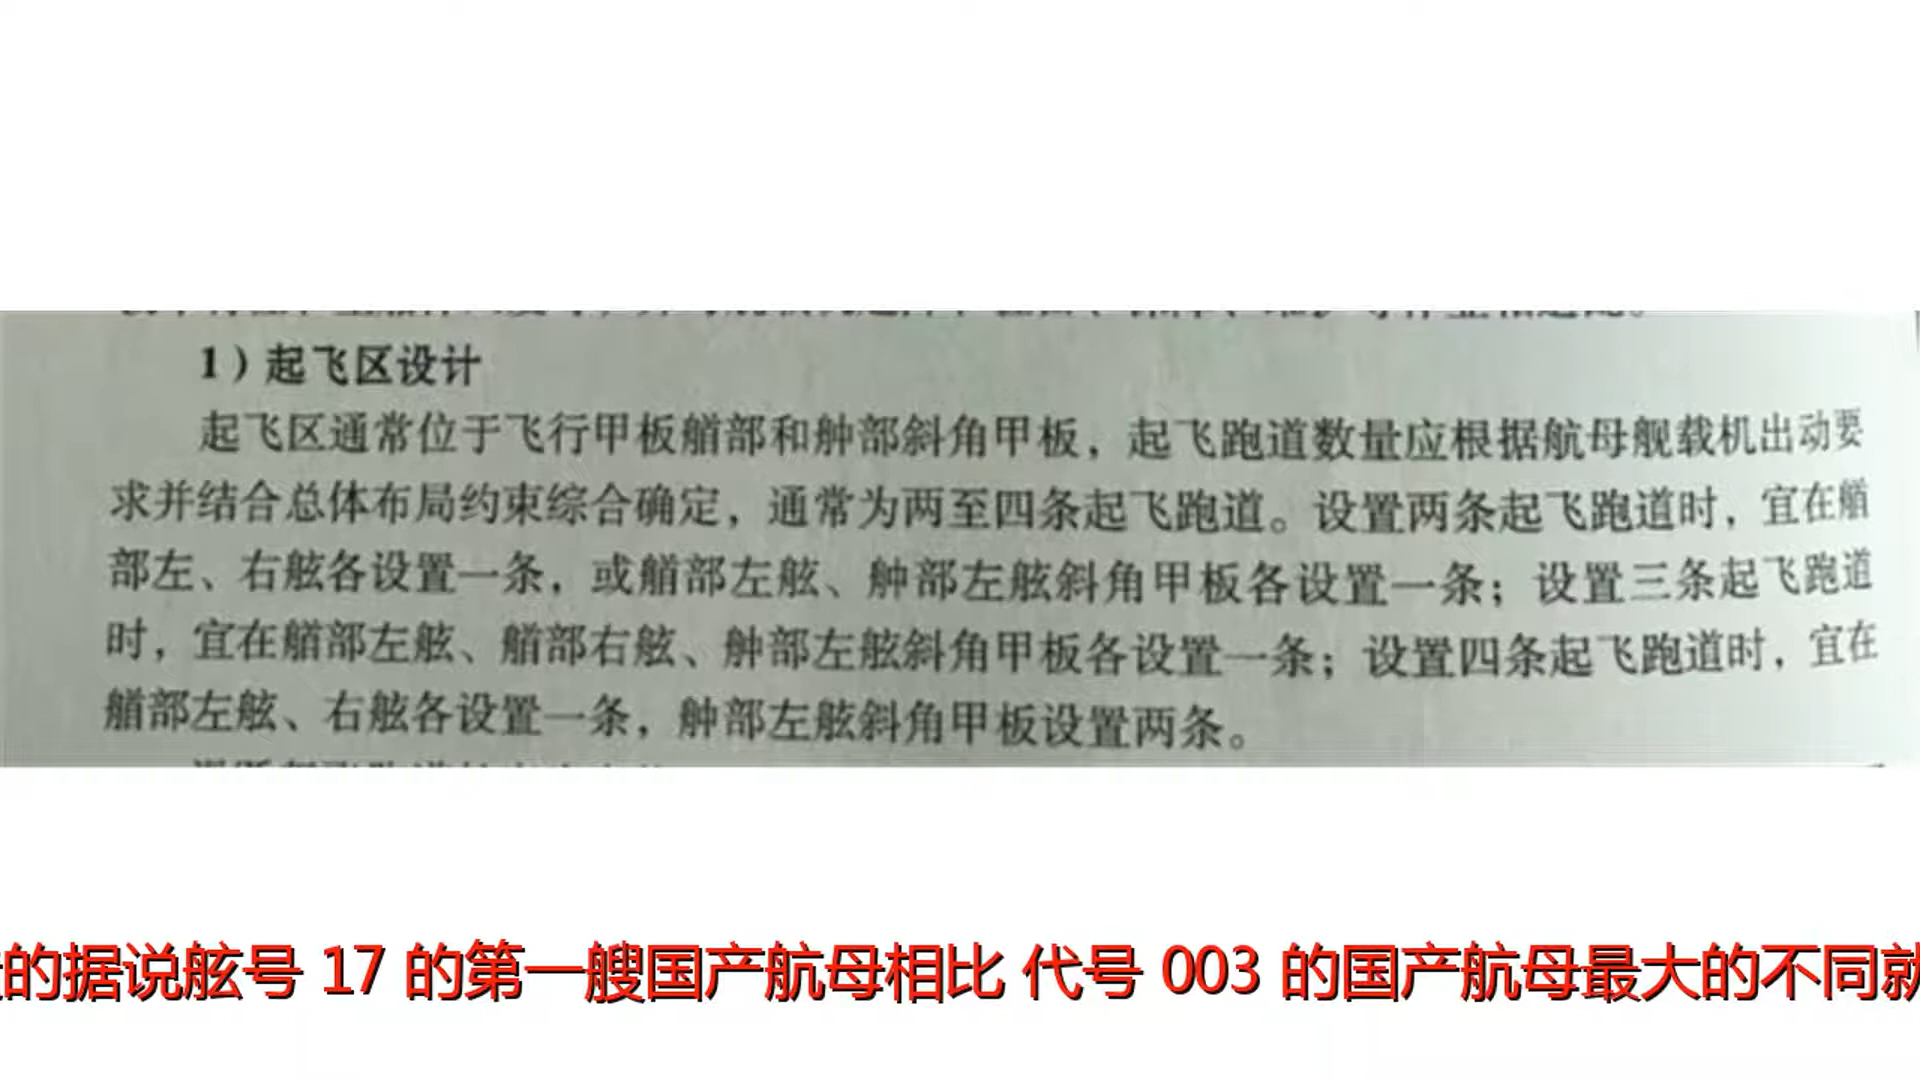 1）起飞区设计
起飞区通常位于飞行甲板艏部和舯部斜角甲板，起飞跑道数量应根据航母舰载机出动要
求并结合总体布局约束综合确定，通常为两至四条起飞跑道。设置两条起飞跑道时，宜在艏
部左、右舷各设置一条，或艏部左舷、舯部左舷斜角甲板各设置一条；设置三条起飞跑道
时，宜在艏部左舷、艏部右舷、舯部左舷斜角甲板各设置一条；设置四条起飞跑道时，宜在
艏部左舷、右舷各设置一条，舯部左舷斜角甲板设置两条。
的据说舷号 17 的第一艘国产航母相比 代号 003 的国产航母最大的不同就